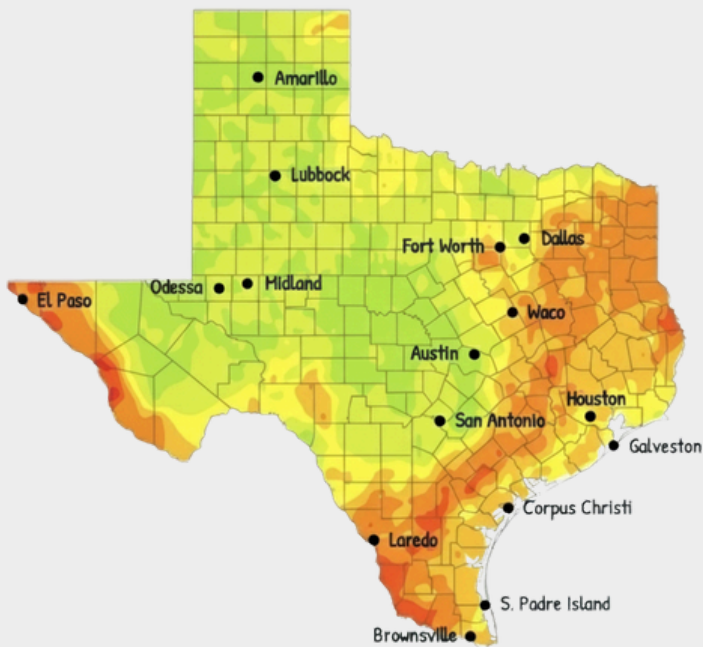 Amarillo
Lubbock
Dallas
Fort Worth
Midland
Odessa
El Paso
Waco
Austin
Houston
San Antonio
Galveston
Corpus Christi
Laredo
S. Padre Island
Brownsville